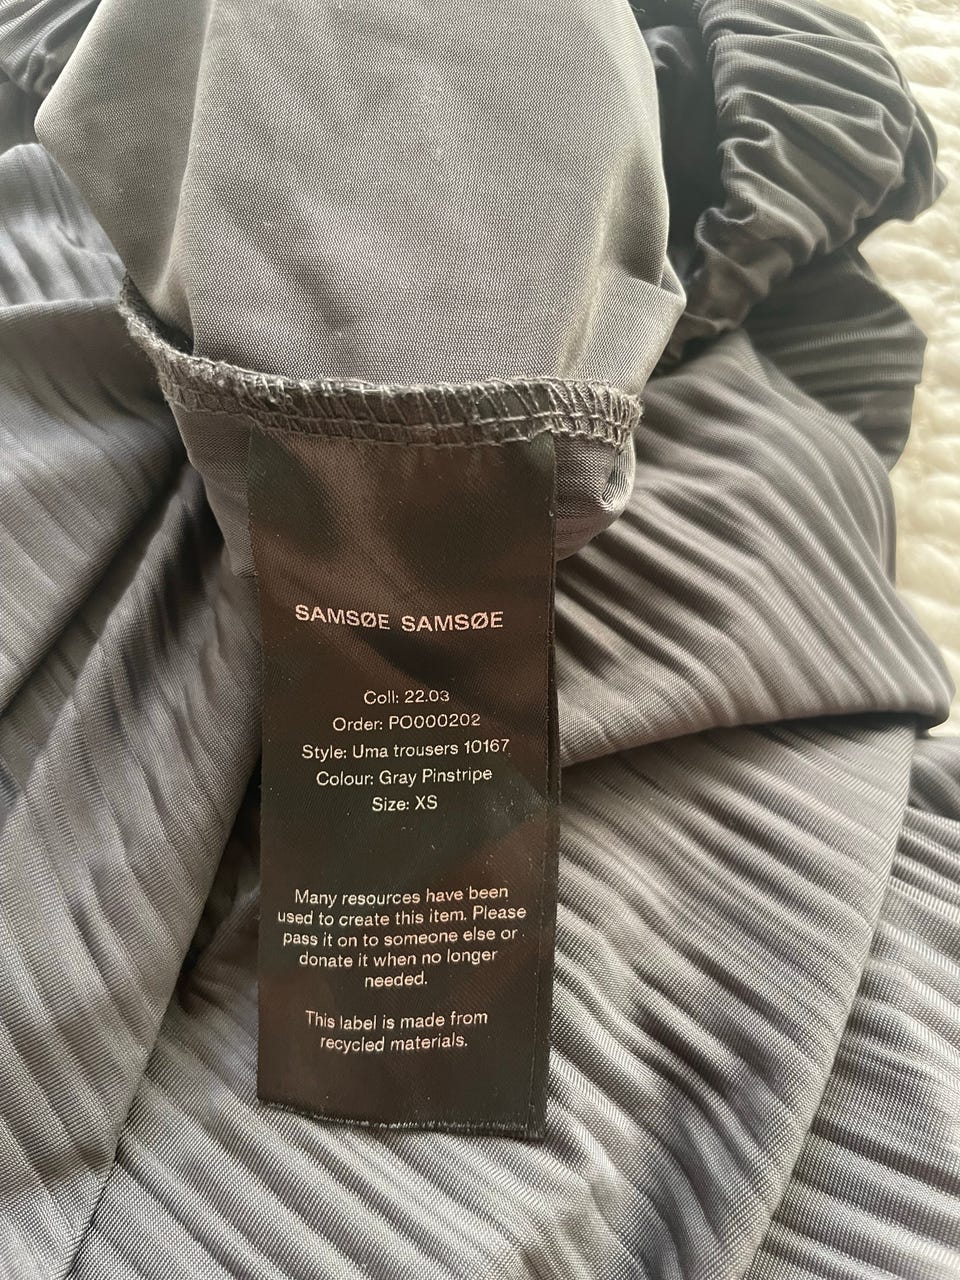 SAMSØE SAMSØE
Coll: 22.03
Order: PO000202
Style: Uma trousers 10167
Colour: Gray Pinstripe
Size: XS
Many resources have been
used to create this item. Please
pass it on to someone else or
donate it when no longer
needed.
This label is made from
recycled materials.